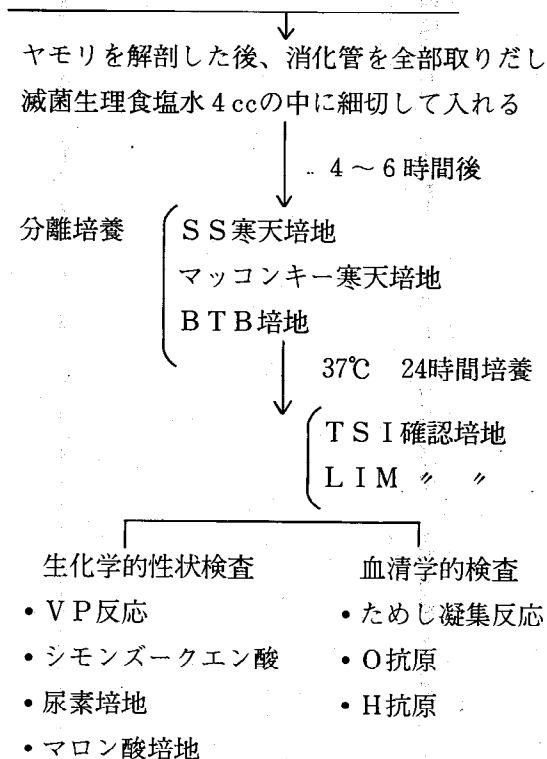 ヤモリを解剖した後、消化管を全部取りだし
滅菌生理食塩水4ccの中に細切して入れる
4～6時間後
分離培養
SS寒天培地
マッコンキー寒天培地
BTB培地
37℃ 24時間培養
TSI確認培地
LIM 〃 〃
生化学的性状検査
血清学的検査
・VP反応
・ためし凝集反応
・シモンズークエン酸
・O抗原
・尿素培地
・H抗原
・マロン酸培地